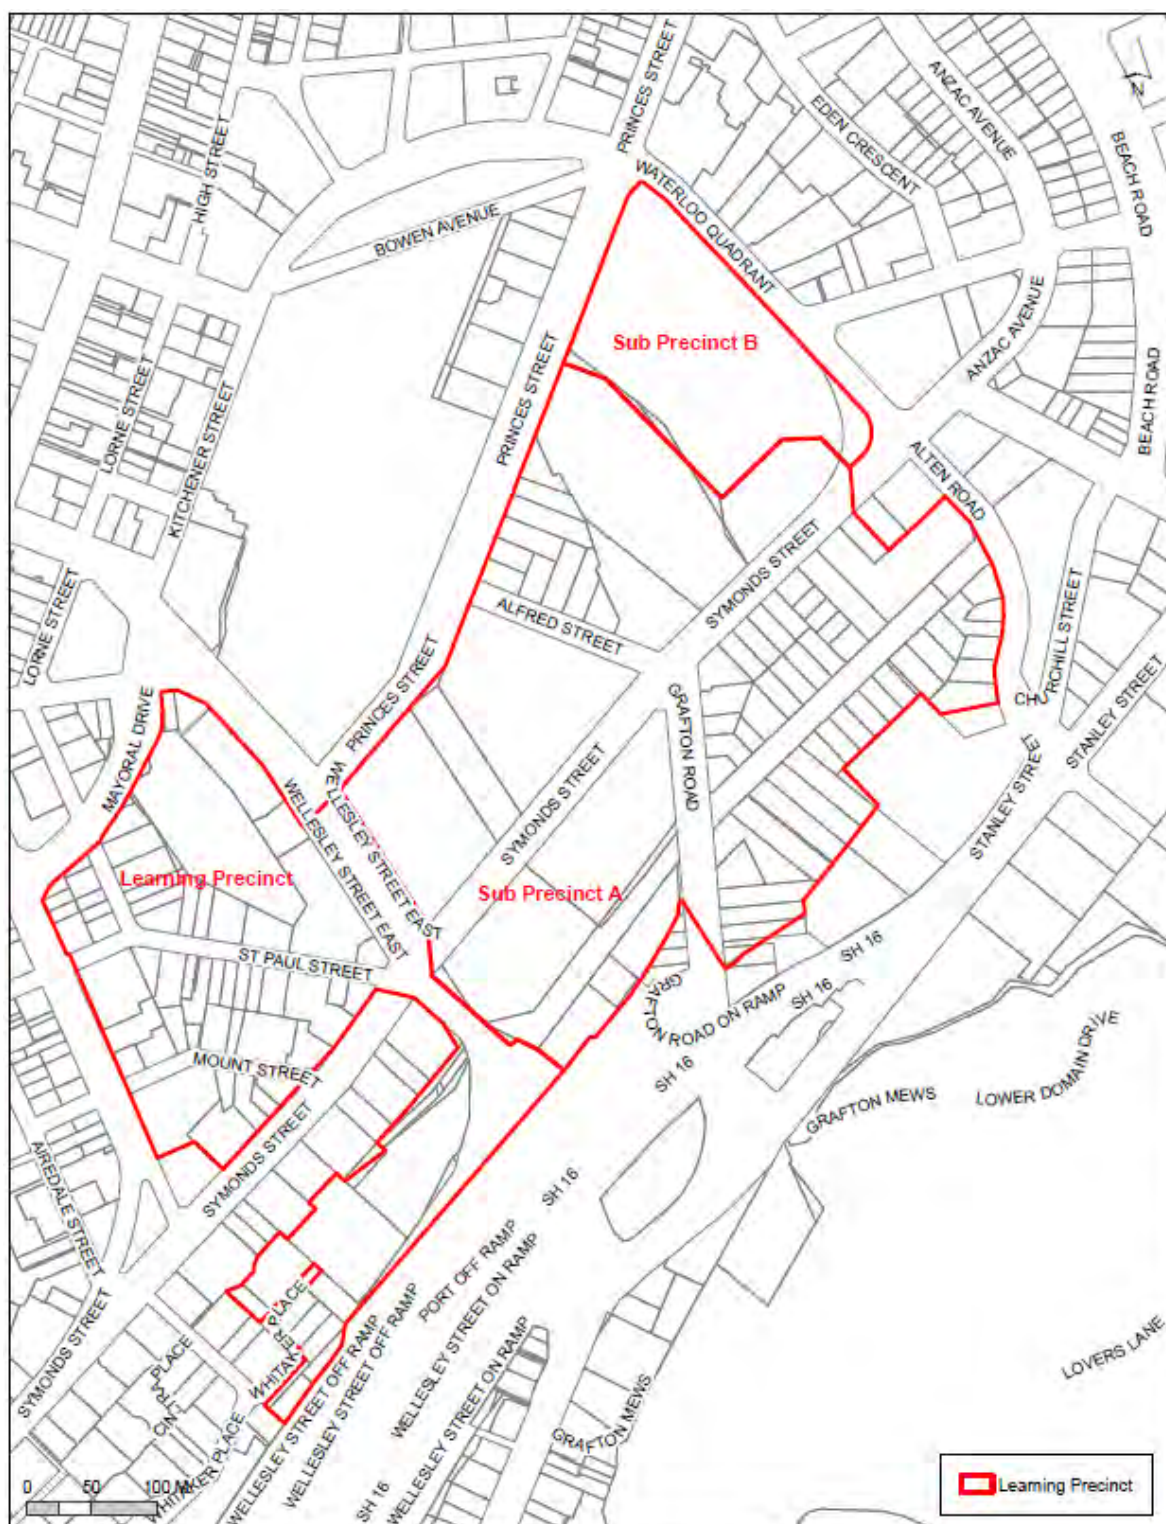 PRINCES STREET
ANZAC AVENUE
EDEN CRESCENT
BEACH ROAD
HIGH STREET
WATERLOO QUADRANT
BOWEN AVENUE
Sub Precinct B
ANZAC AVENUE
PRINCES STREET
LORNE STREET
KITCHENER STREET
BEACH ROAD
ALTEN ROAD
SYMONDS STREET
LORNE STREET
ALFRED STREET
CHURCHILL STREET
STANLEY STREET
PRINCES STREET
MAYORAL DRIVE
GRAFTON ROAD
STANLEY STREET
WELLESLEY STREET EAST
WELLESLEY STREET EAST
SYMONDS STREET
Learning Precinct
Sub Precinct A
ST PAUL STREET
SH 16
SH 16
GRAFTON ROAD ON RAMP
MOUNT STREET
SH 16
GRAFTON MEWS
LOWER DOMAIN DRIVE
AIREDALE STREET
SYMONDS STREET
SH 16
PORT OFF RAMP
WELLESLEY STREET ON RAMP
WHITAKER PLACE
SYMONDS STREET
CINTRA PLACE
WELLESLEY STREET OFF RAMP
WELLESLEY STREET OFF RAMP
WELLESLEY STREET ON RAMP
LOVERS LANE
GRAFTON MEWS
WHITAKER PLACE
SH 16
0 50 100 M
Learning Precinct